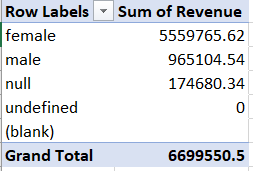 Row Labels Sum of Revenue
female 5559765.62
male 965104.54
null 174680.34
undefined 0
(blank)
Grand Total 6699550.5